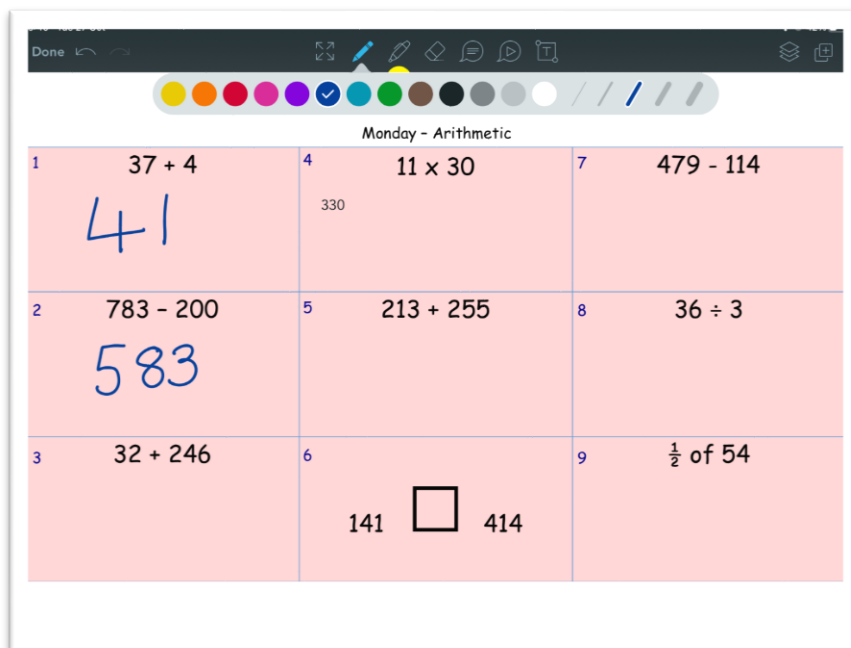 Done
Monday - Arithmetic
1
37 + 4
41
4
11 x 30
330
7
479 - 114
2
783 - 200
583
5
213 + 255
8
36 ÷ 3
3
32 + 246
6
141 □ 414
9
½ of 54